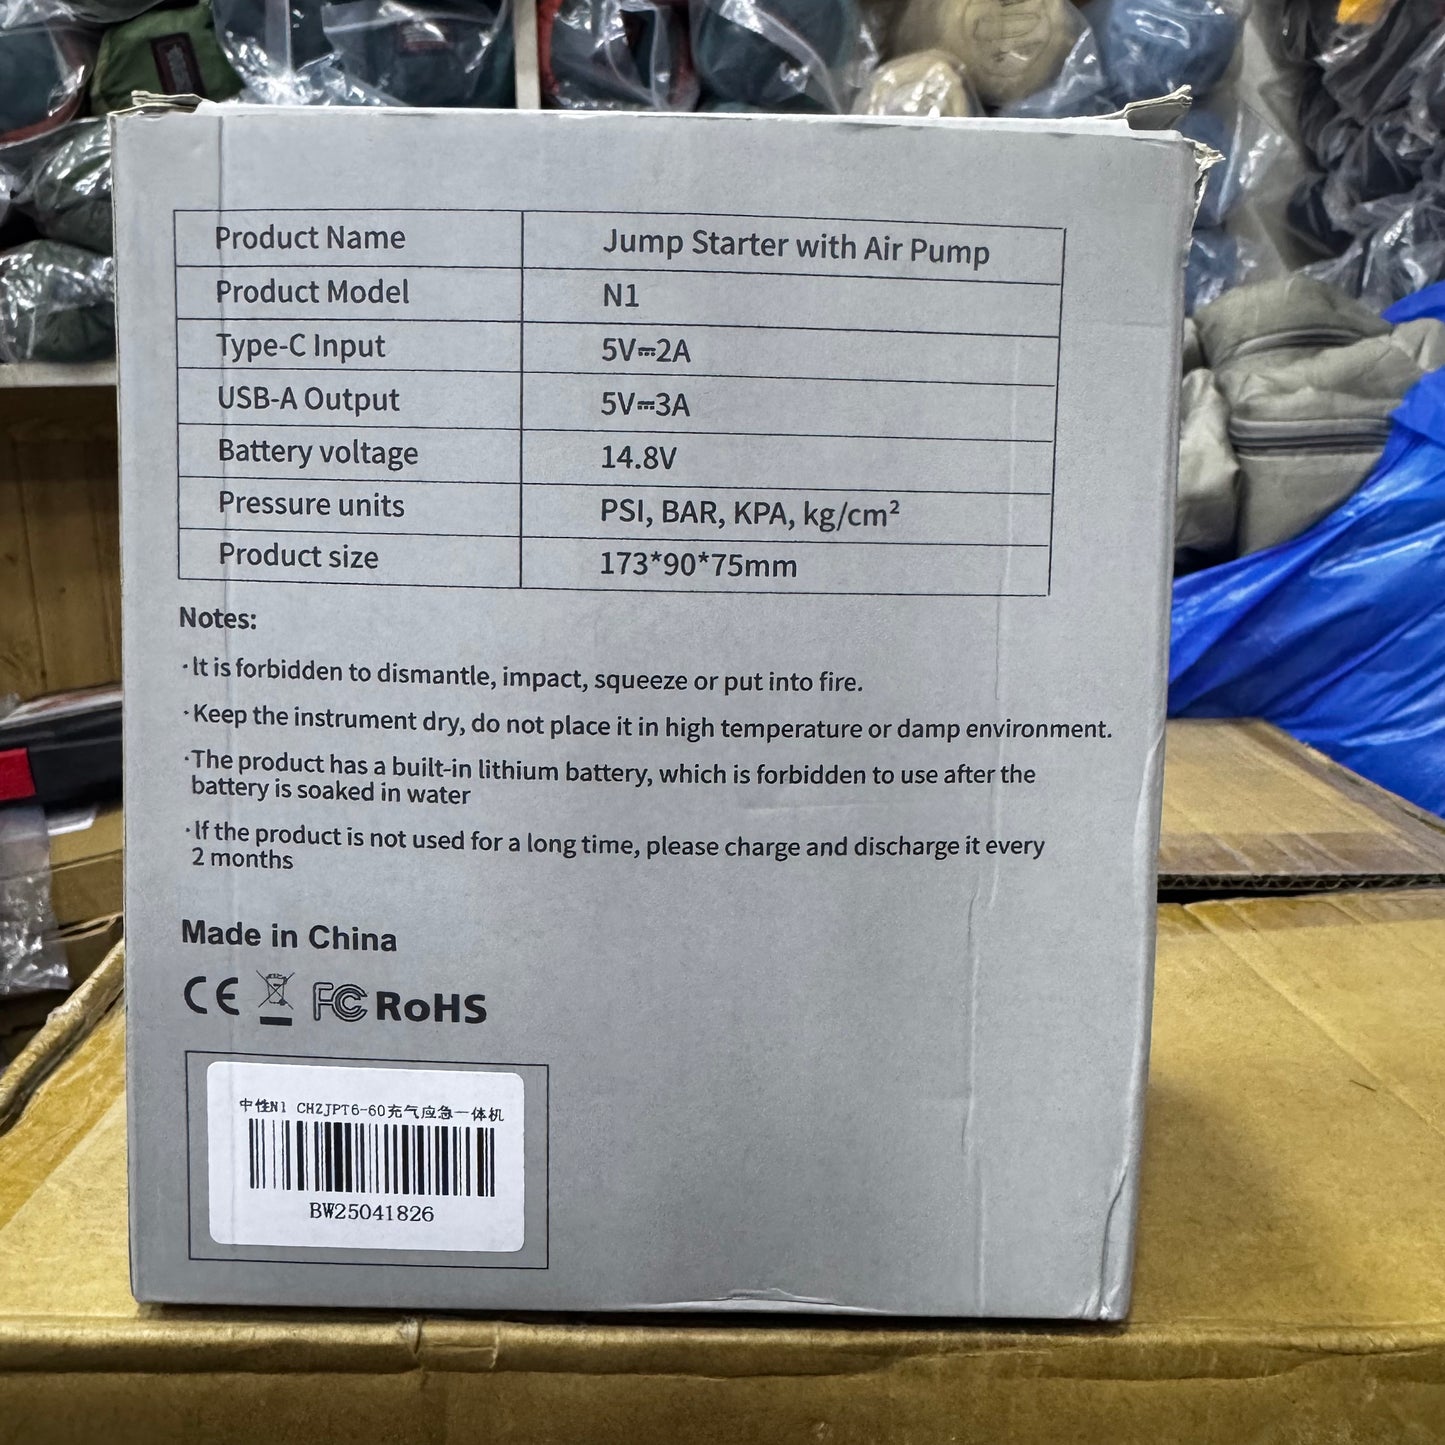 Product Name Jump Starter with Air Pump
Product Model N1
Type-C Input 5V⎓2A
USB-A Output 5V⎓3A
Battery voltage 14.8V
Pressure units PSI, BAR, KPA, kg/cm²
Product size 173*90*75mm
Notes:
·It is forbidden to dismantle, impact, squeeze or put into fire.
·Keep the instrument dry, do not place it in high temperature or damp environment.
·The product has a built-in lithium battery, which is forbidden to use after the
battery is soaked in water
·If the product is not used for a long time, please charge and discharge it every
2 months
Made in China
CE FC RoHS
中性N1 CHZJPT6-60充气应急一体机
BW25041826